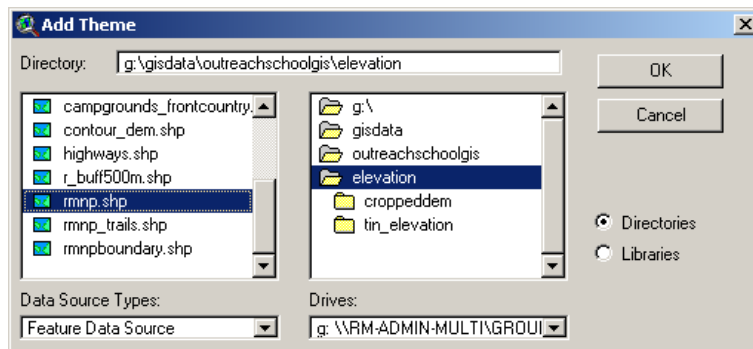 Add Theme
Directory: g:\gisdata\outreachschoolgis\elevation
OK
Cancel
campgrounds_frontcountry.
contour_dem.shp
highways.shp
r_buff500m.shp
rmnp.shp
rmnp_trails.shp
rmnpboundary.shp
g:\
gisdata
outreachschoolgis
elevation
croppeddem
tin_elevation
Directories
Libraries
Data Source Types:
Feature Data Source
Drives:
g: \\RM-ADMIN-MULTI\GROUI